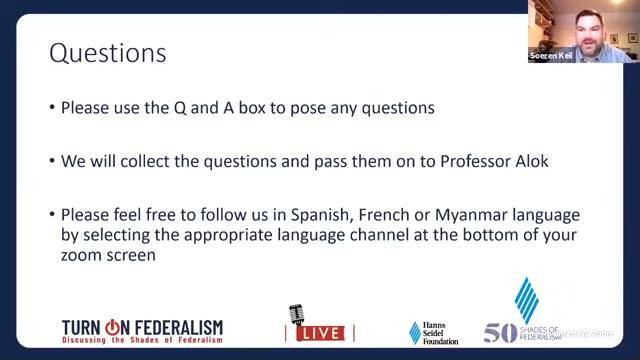 Questions
• Please use the Q and A box to pose any questions
• We will collect the questions and pass them on to Professor Alok
• Please feel free to follow us in Spanish, French or Myanmar language
by selecting the appropriate language channel at the bottom of your
zoom screen
Soeren Keil
TURN ON FEDERALISM
Discussing the Shades of Federalism
LIVE
Hanns
Seidel
Foundation
50 SHADES OF
FEDERALISM
by Zoom